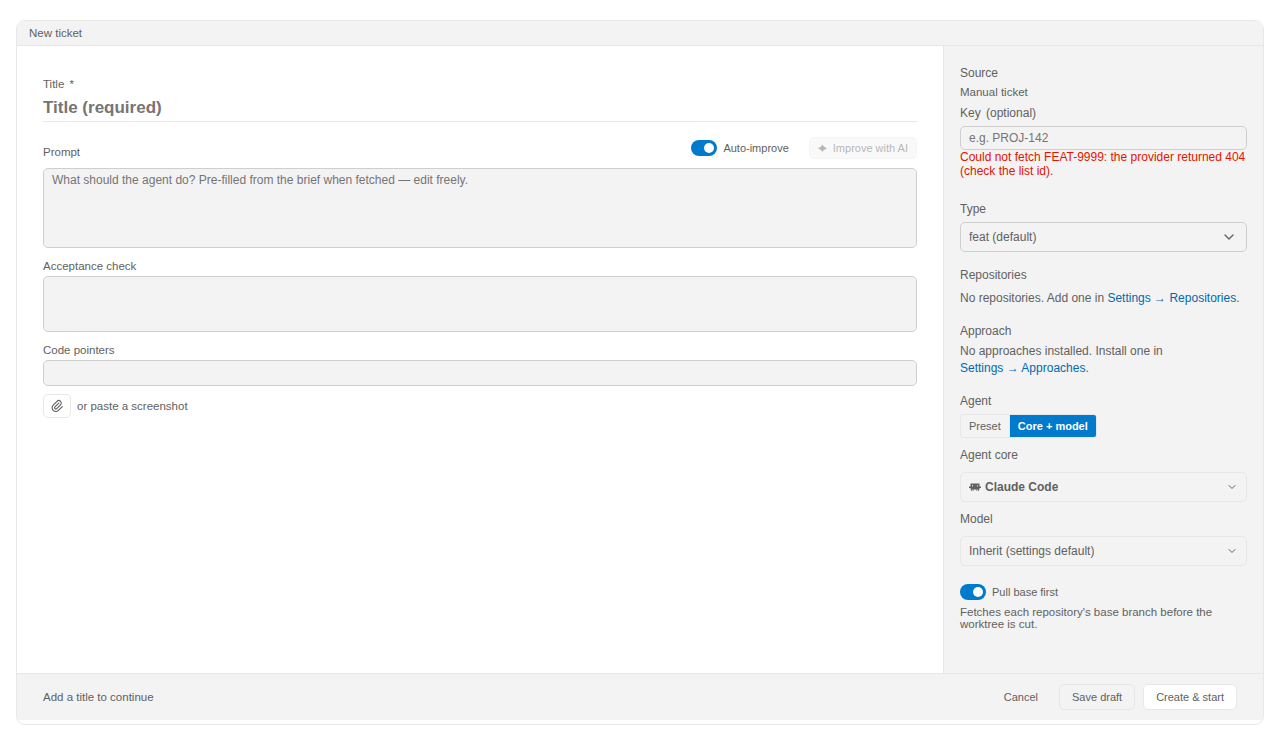 New ticket
Title *
Title (required)
Prompt
Auto-improve
Improve with AI
What should the agent do? Pre-filled from the brief when fetched — edit freely.
Acceptance check
Code pointers
or paste a screenshot
Source
Manual ticket
Key (optional)
e.g. PROJ-142
Could not fetch FEAT-9999: the provider returned 404
(check the list id).
Type
feat (default)
Repositories
No repositories. Add one in Settings → Repositories.
Approach
No approaches installed. Install one in
Settings → Approaches.
Agent
Preset
Core + model
Agent core
Claude Code
Model
Inherit (settings default)
Pull base first
Fetches each repository's base branch before the
worktree is cut.
Add a title to continue
Cancel
Save draft
Create & start